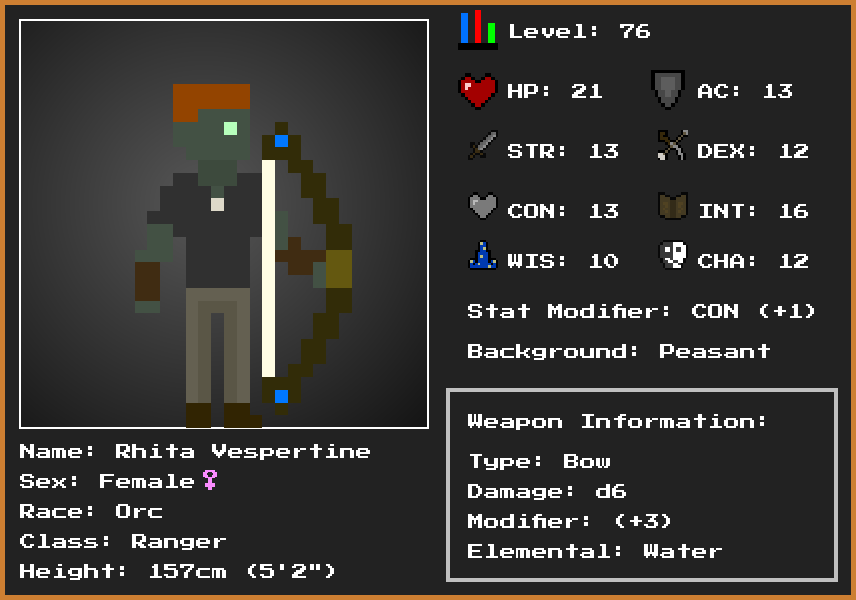 Level: 76
HP: 21 AC: 13
STR: 13 DEX: 12
CON: 13 INT: 16
WIS: 10 CHA: 12
Stat Modifier: CON (+1)
Background: Peasant
Weapon Information:
Type: Bow
Damage: d6
Modifier: (+3)
Elemental: Water
Name: Rhita Vespertine
Sex: Female
Race: Orc
Class: Ranger
Height: 157cm (5'2")